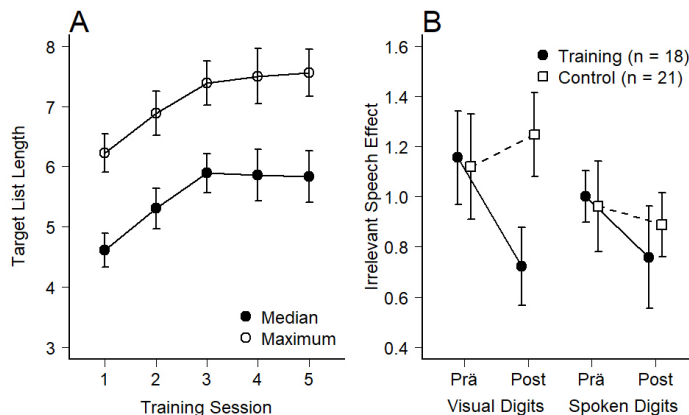 A
8
7
6
5
4
3
Target List Length
Median
Maximum
1 2 3 4 5
Training Session
B
1.6
1.4
1.2
1.0
0.8
0.6
0.4
Irrelevant Speech Effect
Training (n = 18)
Control (n = 21)
Prä Post Prä Post
Visual Digits Spoken Digits